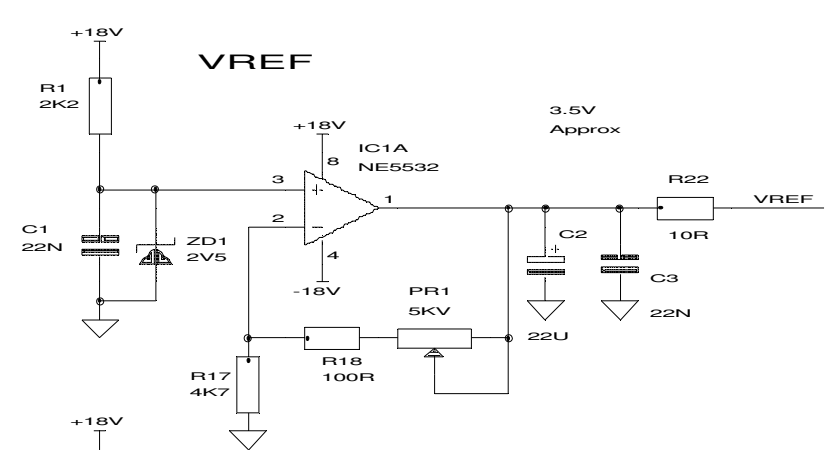 +18V
VREF
R1
2K2
3.5V
Approx
+18V
8
IC1A
NE5532
3
+
1
R22
VREF
2
-
C1
22N
ZD1
2V5
4
-18V
C2
+
10R
C3
22N
PR1
5KV
22U
R18
100R
R17
4K7
+18V